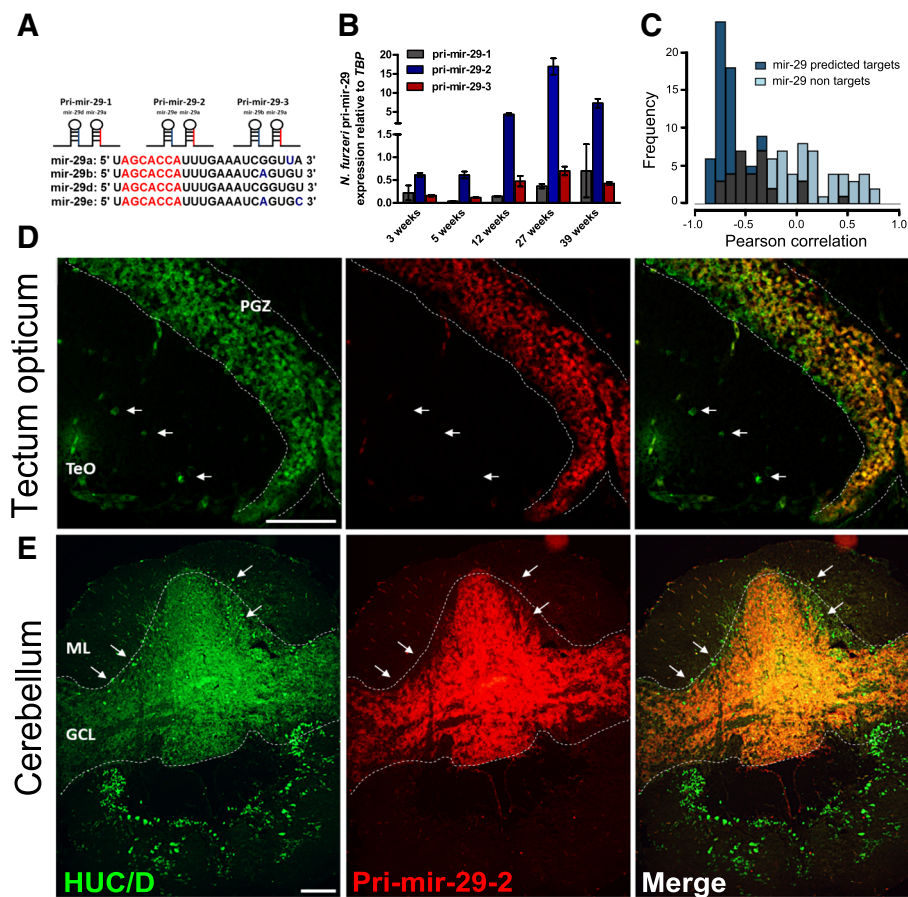 A
Pri-mir-29-1 Pri-mir-29-2 Pri-mir-29-3
mir-29d mir-29a mir-29e mir-29a mir-29b mir-29a
mir-29a: 5' UAGCACCAUUUGAAAUCGGUUA 3'
mir-29b: 5' UAGCACCAUUUGAAAUCAGUGU 3'
mir-29d: 5' UAGCACCAUUUGAAAUCGGUGU 3'
mir-29e: 5' UAGCACCAUUUGAAAUCAGUGC 3'
B
N. furzeri pri-mir-29
expression relative to TBP
20
15
10
5
1.0
0.5
0.0
pri-mir-29-1
pri-mir-29-2
pri-mir-29-3
3 weeks
5 weeks
12 weeks
27 weeks
39 weeks
C
Frequency
20
10
5
0
mir-29 predicted targets
mir-29 non targets
-1.0 -0.5 0.0 0.5 1.0
Pearson correlation
D
Tectum opticum
PGZ
TeO
E
Cerebellum
ML
GCL
HUC/D
Pri-mir-29-2
Merge